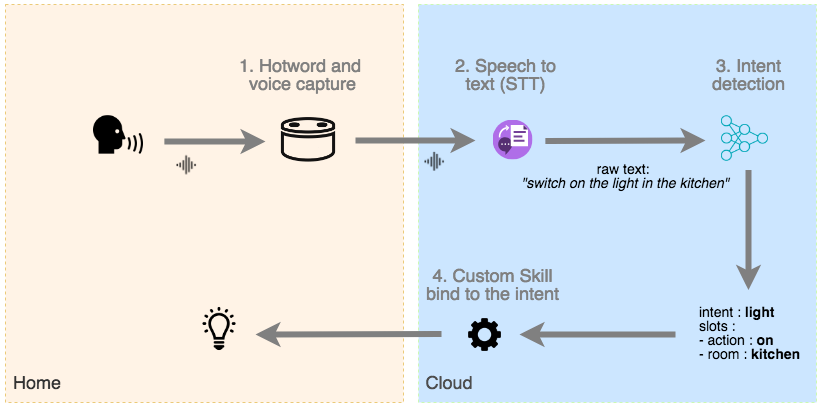 1. Hotword and
voice capture
2. Speech to
text (STT)
3. Intent
detection
raw text:
"switch on the light in the kitchen"
4. Custom Skill
bind to the intent
intent : light
slots :
- action : on
- room : kitchen
Home
Cloud